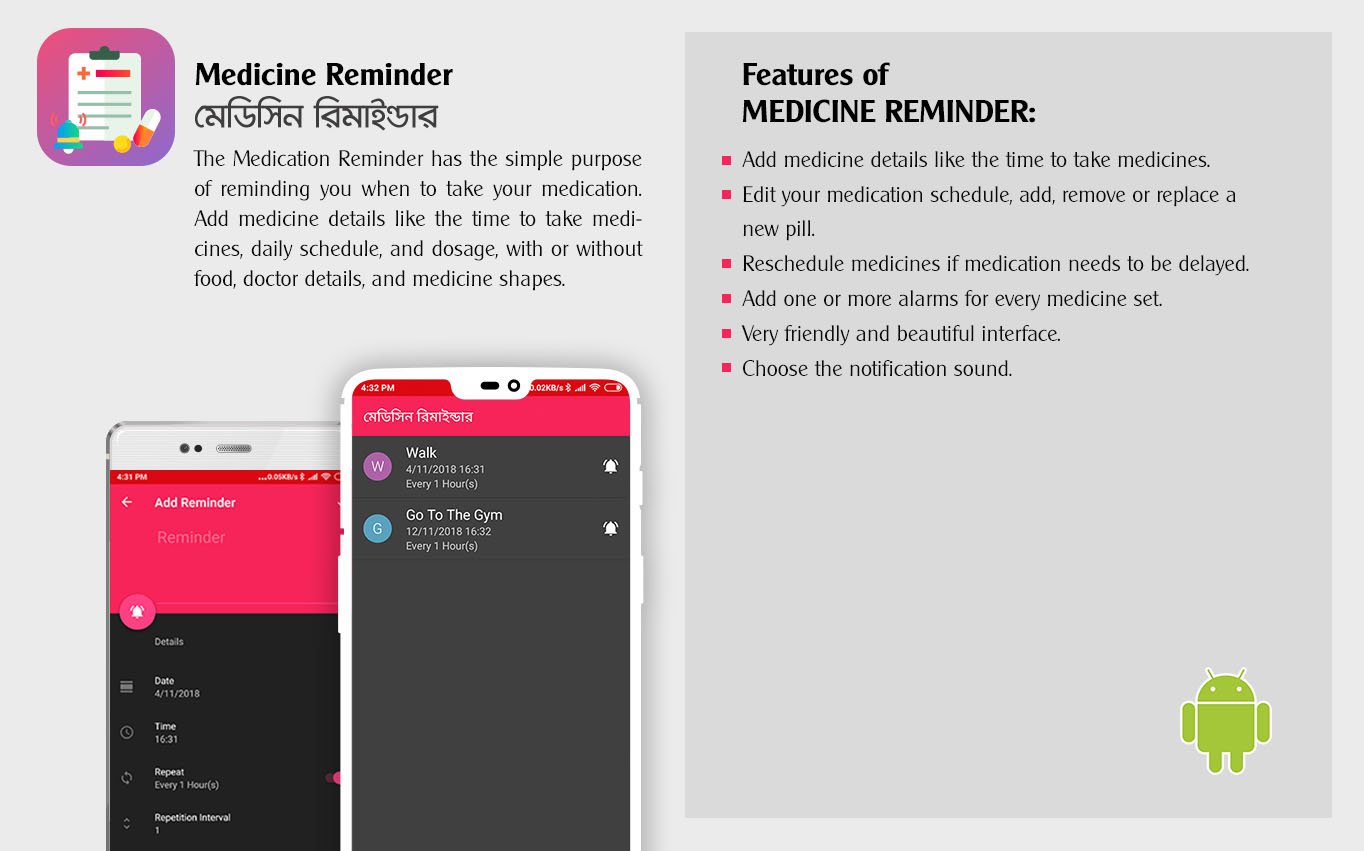 Medicine Reminder
মেডিসিন রিমাইণ্ডার
The Medication Reminder has the simple purpose
of reminding you when to take your medication.
Add medicine details like the time to take medi-
cines, daily schedule, and dosage, with or without
food, doctor details, and medicine shapes.
Features of
MEDICINE REMINDER:
Add medicine details like the time to take medicines.
Edit your medication schedule, add, remove or replace a
new pill.
Reschedule medicines if medication needs to be delayed.
Add one or more alarms for every medicine set.
Very friendly and beautiful interface.
Choose the notification sound.
4:31 PM
...0.05KB/s
Add Reminder
Reminder
Details
Date
4/11/2018
Time
16:31
Repeat
Every 1 Hour(s)
Repetition Interval
1
4:32 PM
0.02KB/s
মেডিসিন রিমাইন্ডার
W
Walk
4/11/2018 16:31
Every 1 Hour(s)
G
Go To The Gym
12/11/2018 16:32
Every 1 Hour(s)